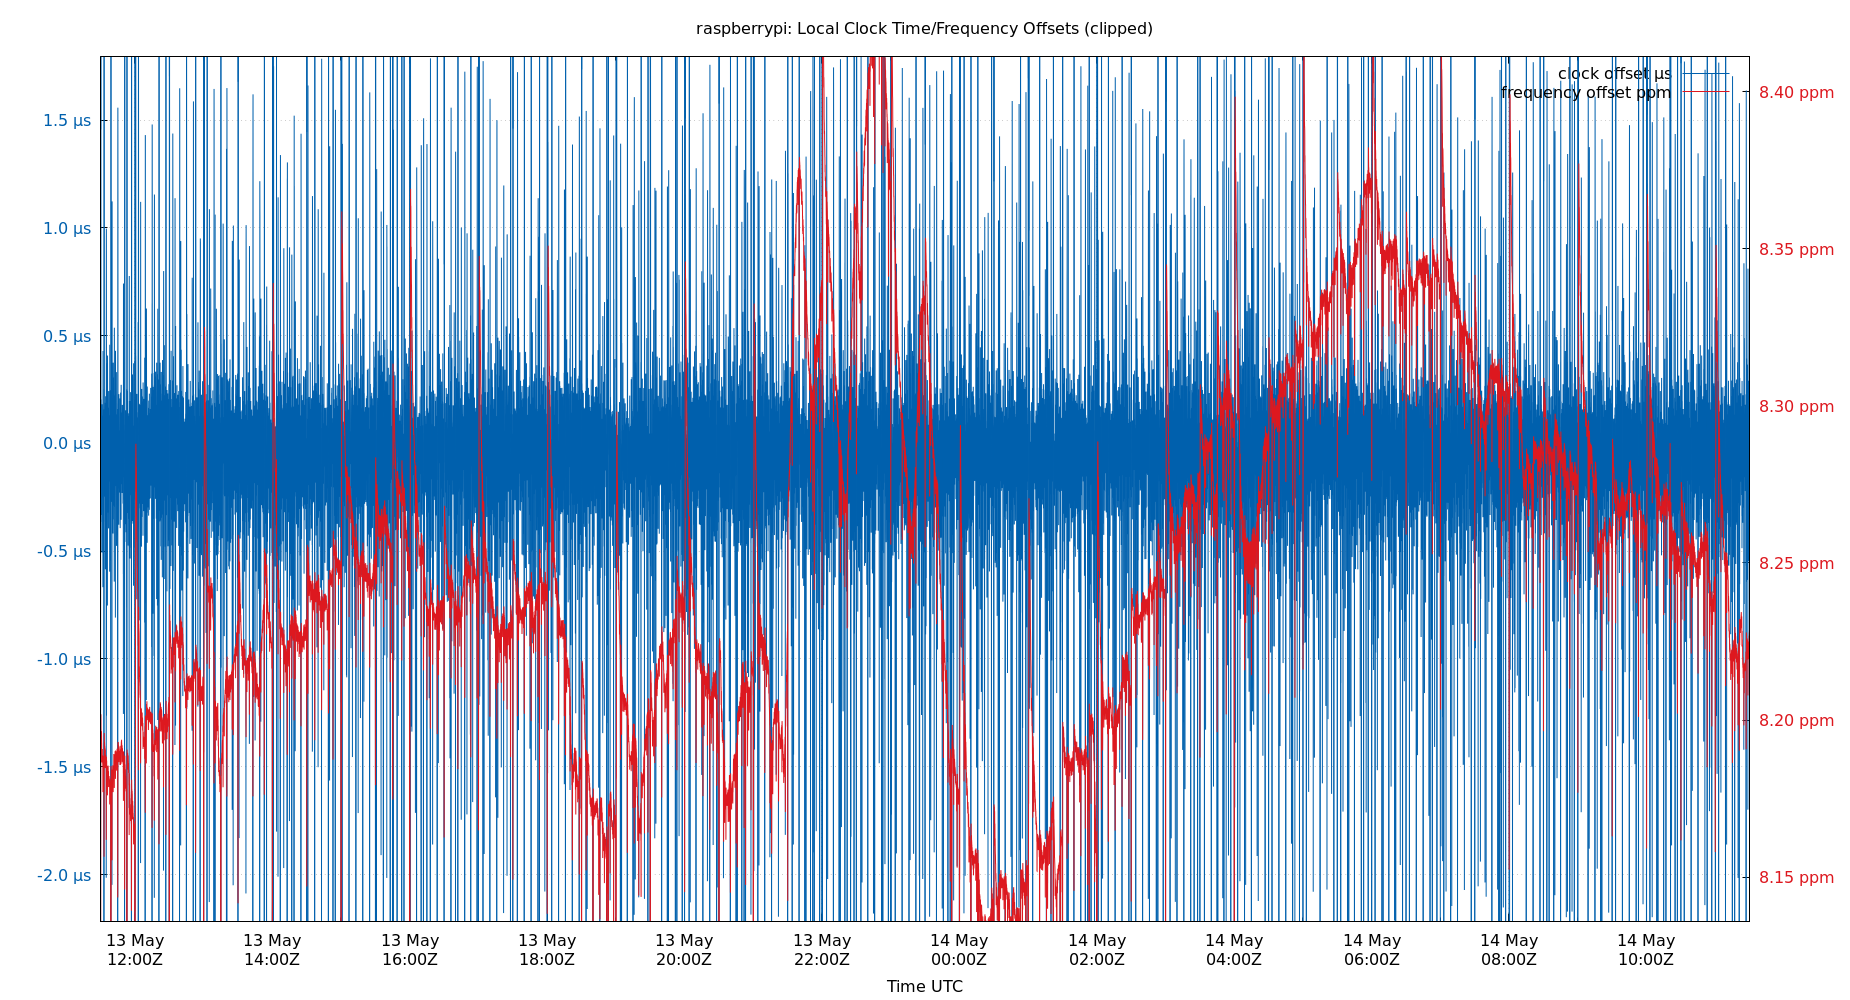 raspberrypi: Local Clock Time/Frequency Offsets (clipped)
clock offset µs
frequency offset ppm
1.5 µs
1.0 µs
0.5 µs
0.0 µs
-0.5 µs
-1.0 µs
-1.5 µs
-2.0 µs
8.40 ppm
8.35 ppm
8.30 ppm
8.25 ppm
8.20 ppm
8.15 ppm
13 May
12:00Z
13 May
14:00Z
13 May
16:00Z
13 May
18:00Z
13 May
20:00Z
13 May
22:00Z
14 May
00:00Z
14 May
02:00Z
14 May
04:00Z
14 May
06:00Z
14 May
08:00Z
14 May
10:00Z
Time UTC